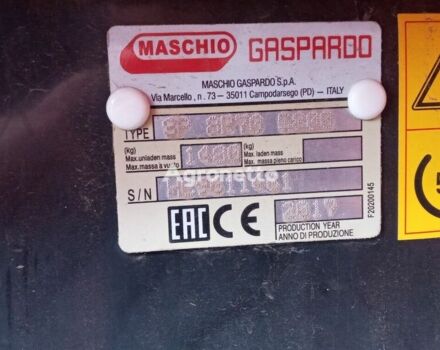 MASCHIO GASPARDO
MASCHIO GASPARDO S.p.A.
Via Marcello , n . 73 – 35011 Campodarsego (PD) – ITALY
TYPE
(kg) (kg)
Max.unladen mass Max. laden mass
Max.massa a vuoto Max. massa pieno carico
Agronetto
S/N
EAC CE
PRODUCTION YEAR
ANNO DI PRODUZIONE
F20200145